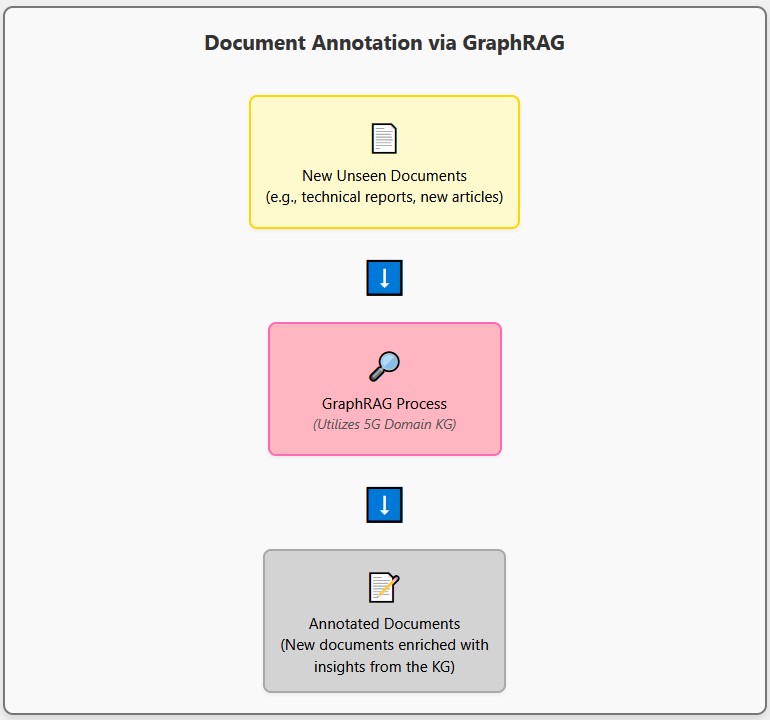 Document Annotation via GraphRAG
New Unseen Documents
(e.g., technical reports, new articles)
GraphRAG Process
(Utilizes 5G Domain KG)
Annotated Documents
(New documents enriched with
insights from the KG)